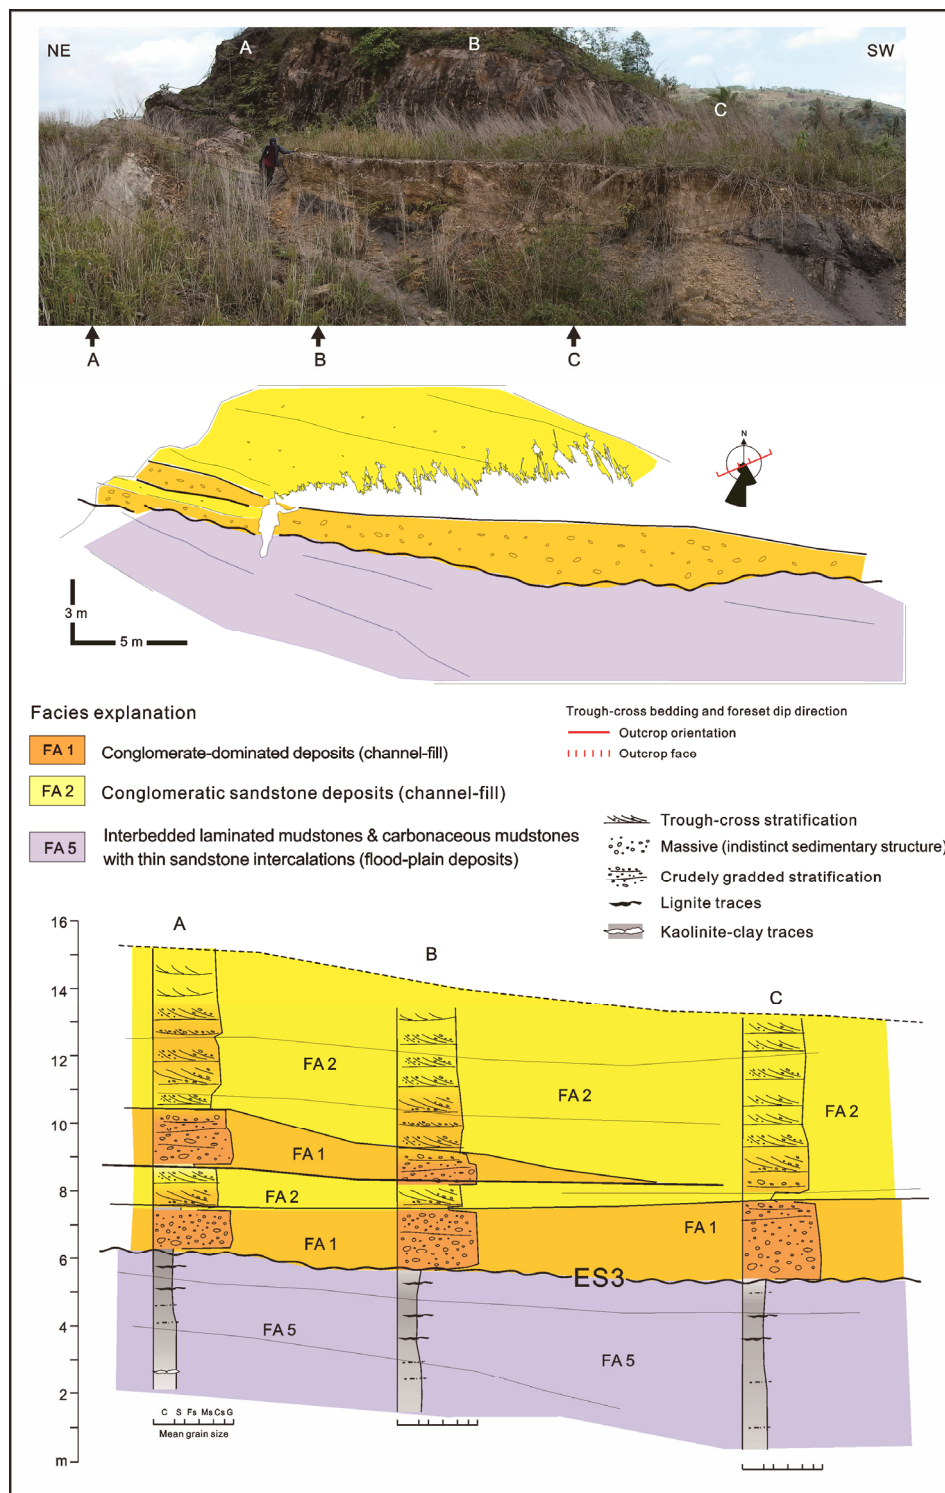 NE
A
B
SW
C
A
B
C
N
3 m
5 m
Facies explanation
FA 1 Conglomerate-dominated deposits (channel-fill)
FA 2 Conglomeratic sandstone deposits (channel-fill)
FA 5 Interbedded laminated mudstones & carbonaceous mudstones
with thin sandstone intercalations (flood-plain deposits)
Trough-cross bedding and foreset dip direction
Outcrop orientation
Outcrop face
Trough-cross stratification
Massive (indistinct sedimentary structure)
Crudely gradded stratification
Lignite traces
Kaolinite-clay traces
16
14
12
10
8
6
4
2
m
A
B
C
FA 2
FA 2
FA 2
FA 1
FA 2
FA 1
FA 1
ES3
FA 5
FA 5
C S Fs Ms Cs G
Mean grain size